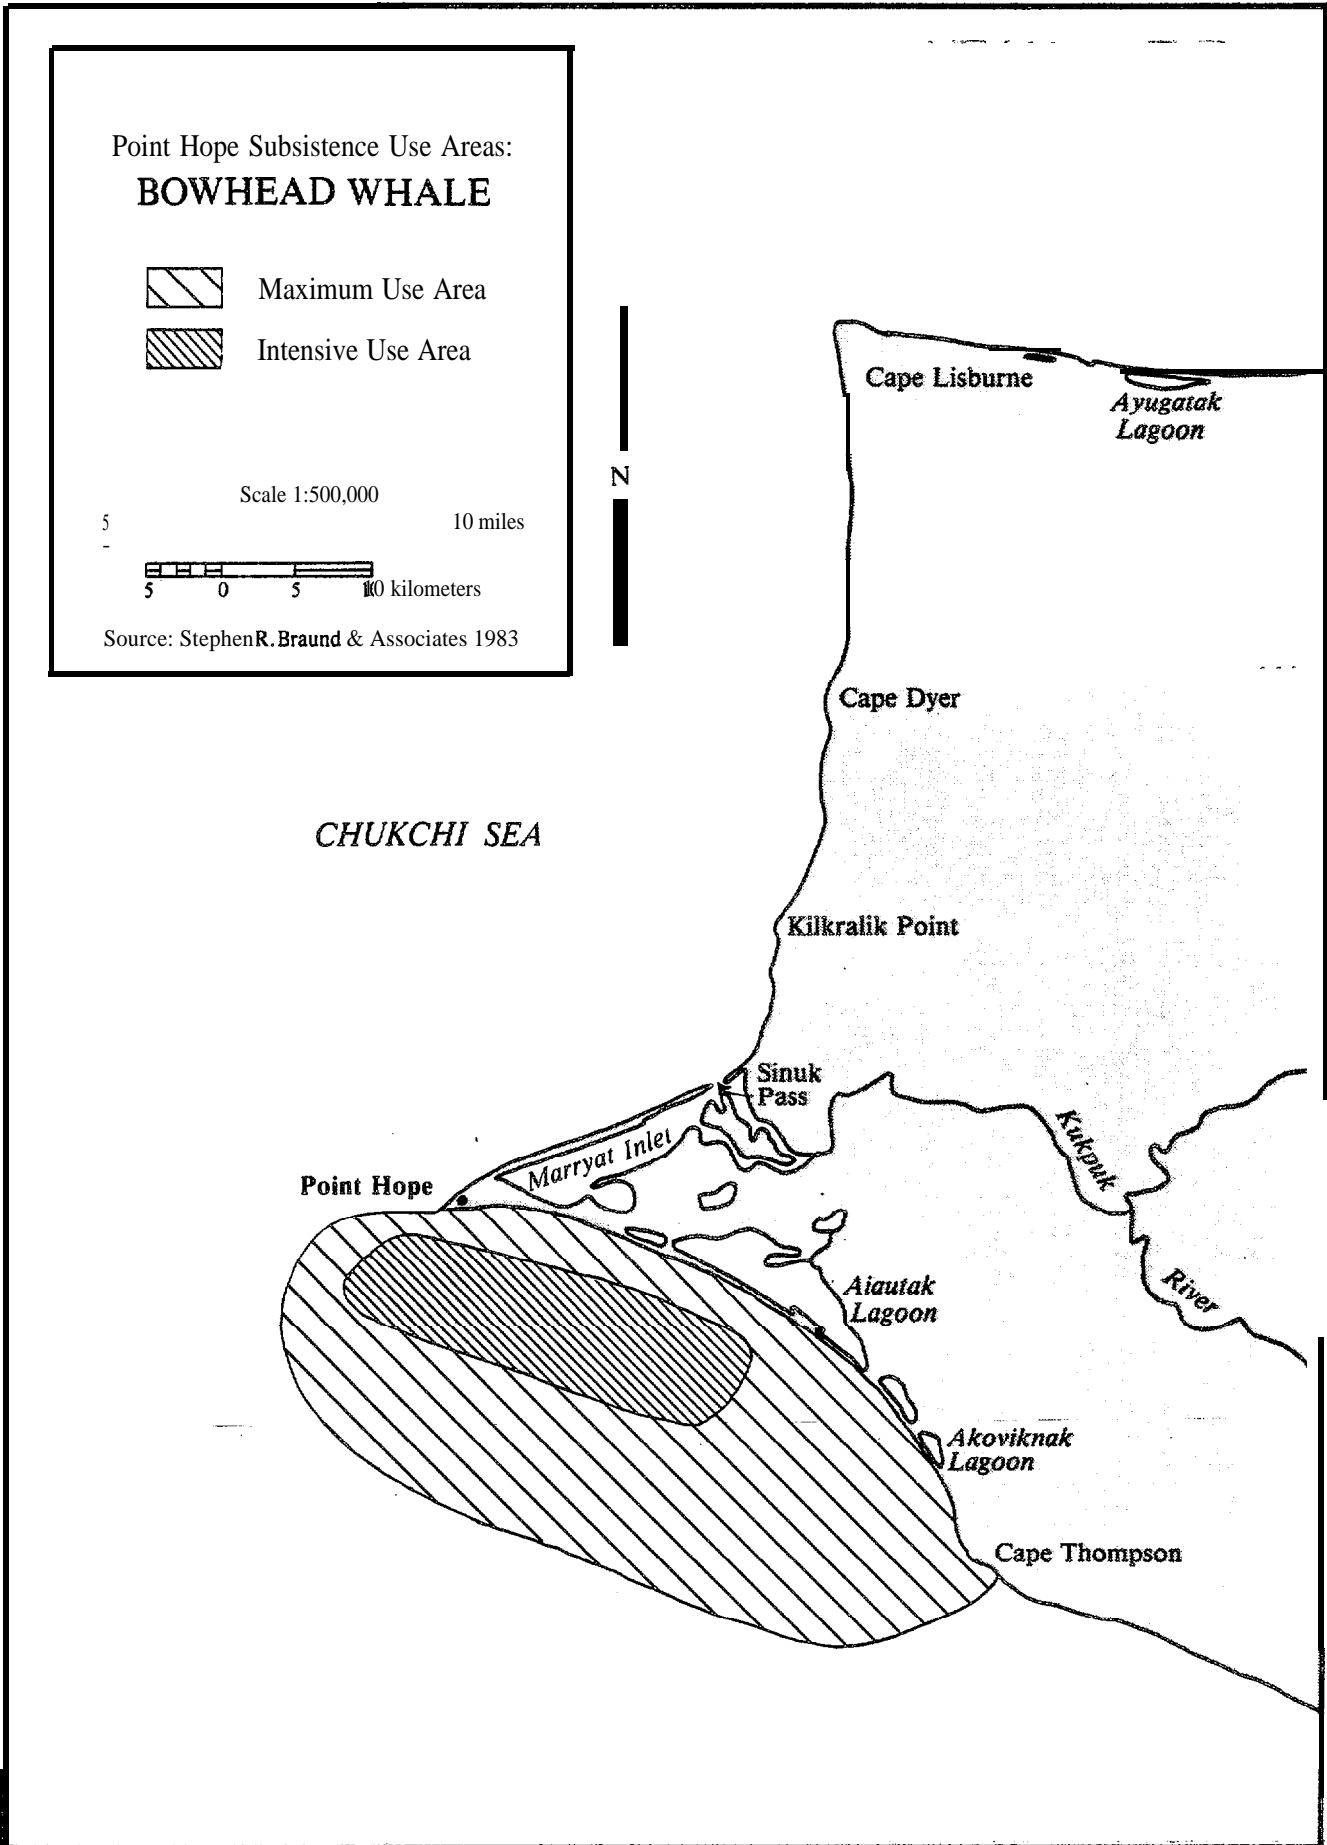 Point Hope Subsistence Use Areas:
BOWHEAD WHALE
Maximum Use Area
Intensive Use Area
Scale 1:500,000
5 10 miles
5 0 5 10 kilometers
Source: Stephen R. Braund & Associates 1983
N
Cape Lisburne
Ayugatak
Lagoon
Cape Dyer
CHUKCHI SEA
Kilkralik Point
Sinuk
Pass
Marryat Inlet
Kukpuk
River
Point Hope
Aiautak
Lagoon
Akoviknak
Lagoon
Cape Thompson